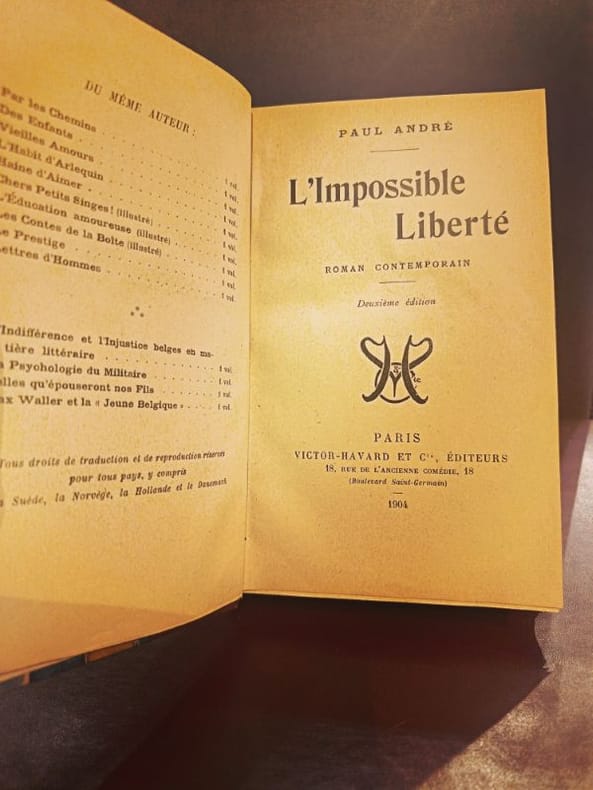 DU MÊME AUTEUR :
Par les Chemins . . . . . . . . . .
Des Enfants . . . . . . . . . . 1 vol.
Vieilles Amours . . . . . . . . . . 1 vol.
L'Habit d'Arlequin . . . . . . . . . . 1 vol.
Haine d'Aimer . . . . . . . . . . 1 vol.
Chers Petits Singes! (illustré) . . . . . 1 vol.
L'Éducation amoureuse (illustré) . . . . 1 vol.
Les Contes de la Boîte (illustré) . . . . 1 vol.
Le Prestige . . . . . . . . . . 1 vol.
Lettres d'Hommes . . . . . . . . . . 1 vol.
'Indifférence et l'Injustice belges en ma-
tière littéraire . . . . . . . . . . 1 vol.
Psychologie du Militaire . . . . . . 1 vol.
elles qu'épouseront nos Fils . . . . . 1 vol.
ax Waller et la « Jeune Belgique » . . 1 vol.
Tous droits de traduction et de reproduction réservés
pour tous pays, y compris
la Suède, la Norvège, la Hollande et le Danemark
PAUL ANDRÉ
L'Impossible
Liberté
ROMAN CONTEMPORAIN
Deuxième édition
PARIS
VICTOR-HAVARD ET Cie, ÉDITEURS
18, RUE DE L'ANCIENNE COMÉDIE, 18
(Boulevard Saint-Germain)
1904